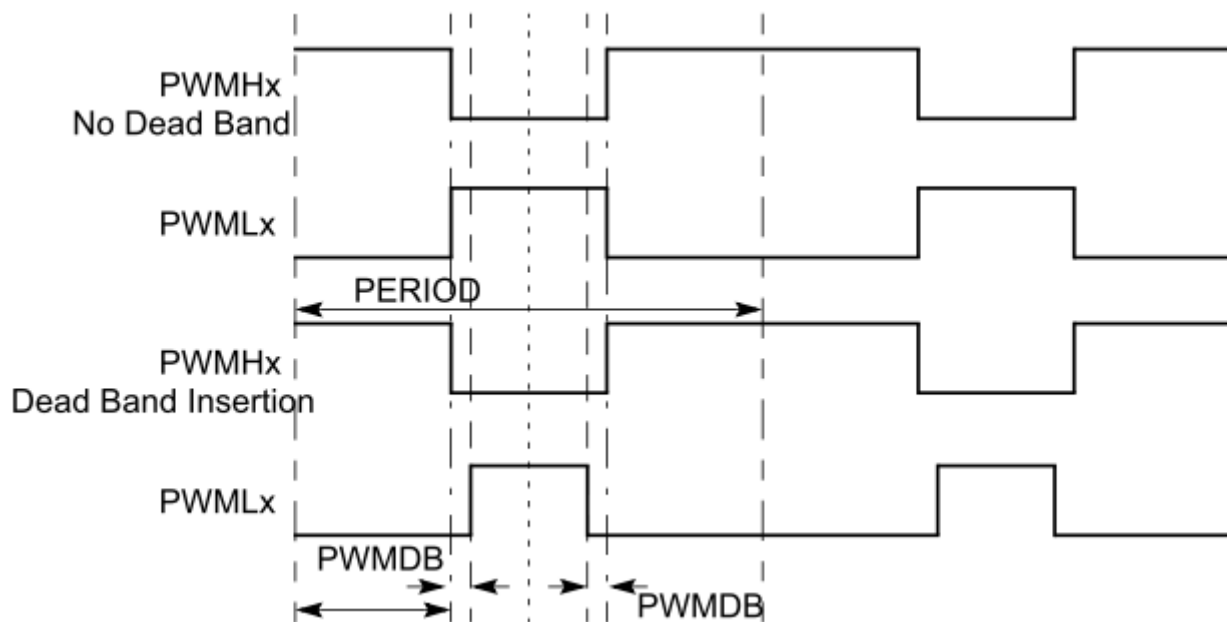 PWMHx
No Dead Band
PWMLx
PERIOD
PWMHx
Dead Band Insertion
PWMLx
PWMDB
PWMDB